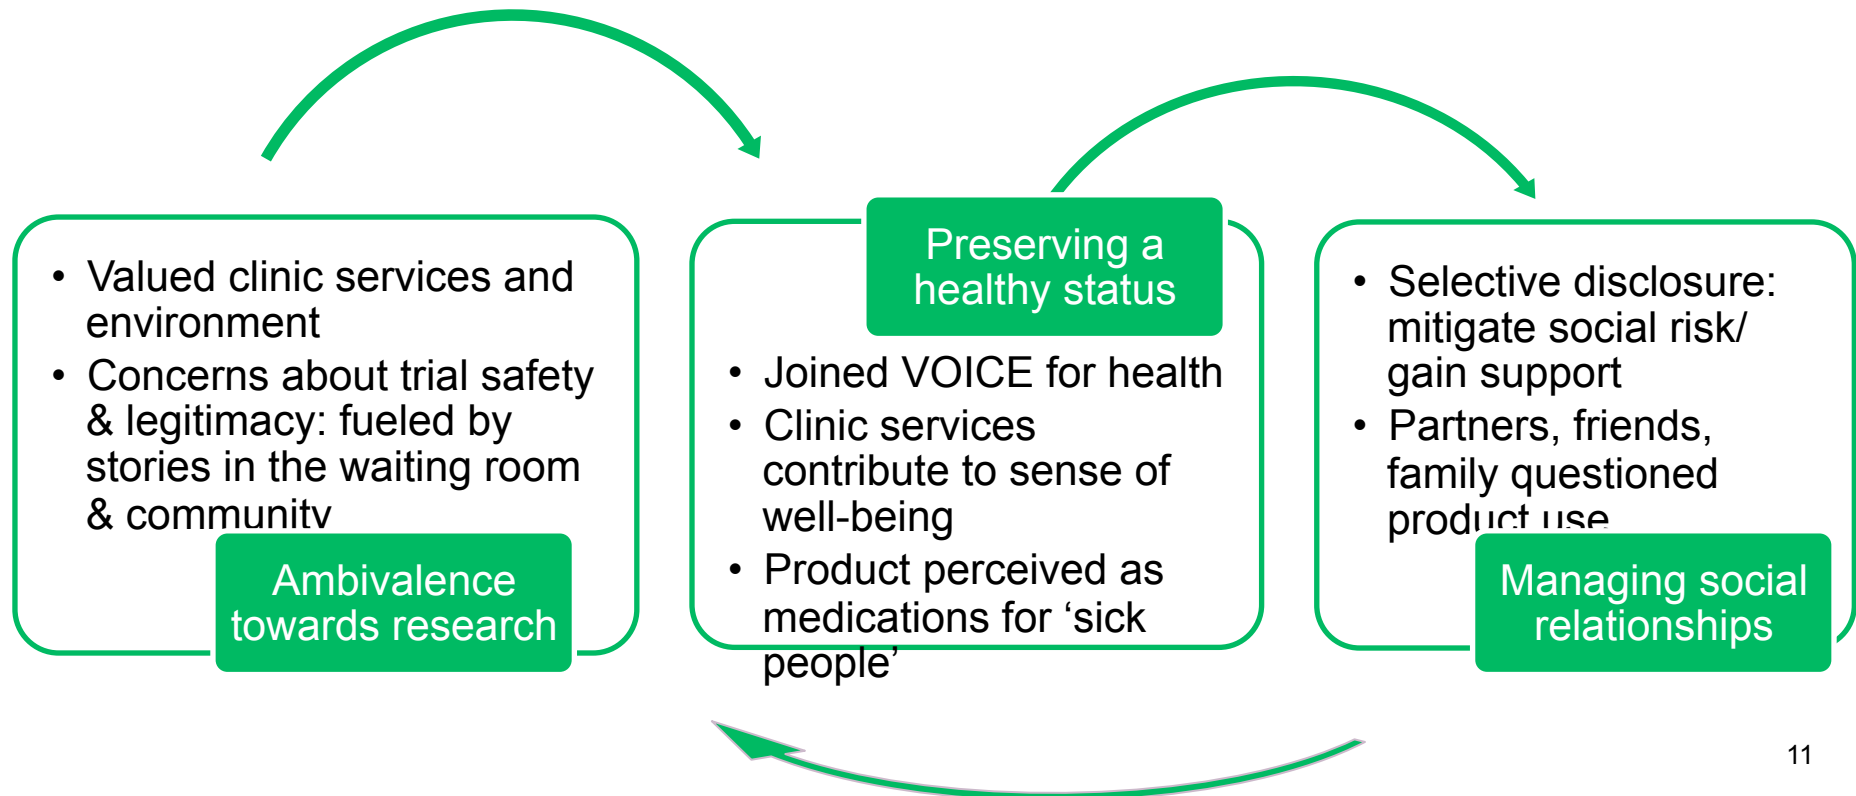 • Valued clinic services and
environment
• Concerns about trial safety
& legitimacy: fueled by
stories in the waiting room
& community
Ambivalence
towards research
Preserving a
healthy status
• Joined VOICE for health
• Clinic services
contribute to sense of
well-being
• Product perceived as
medications for ‘sick
people’
• Selective disclosure:
mitigate social risk/
gain support
• Partners, friends,
family questioned
product use
Managing social
relationships
11